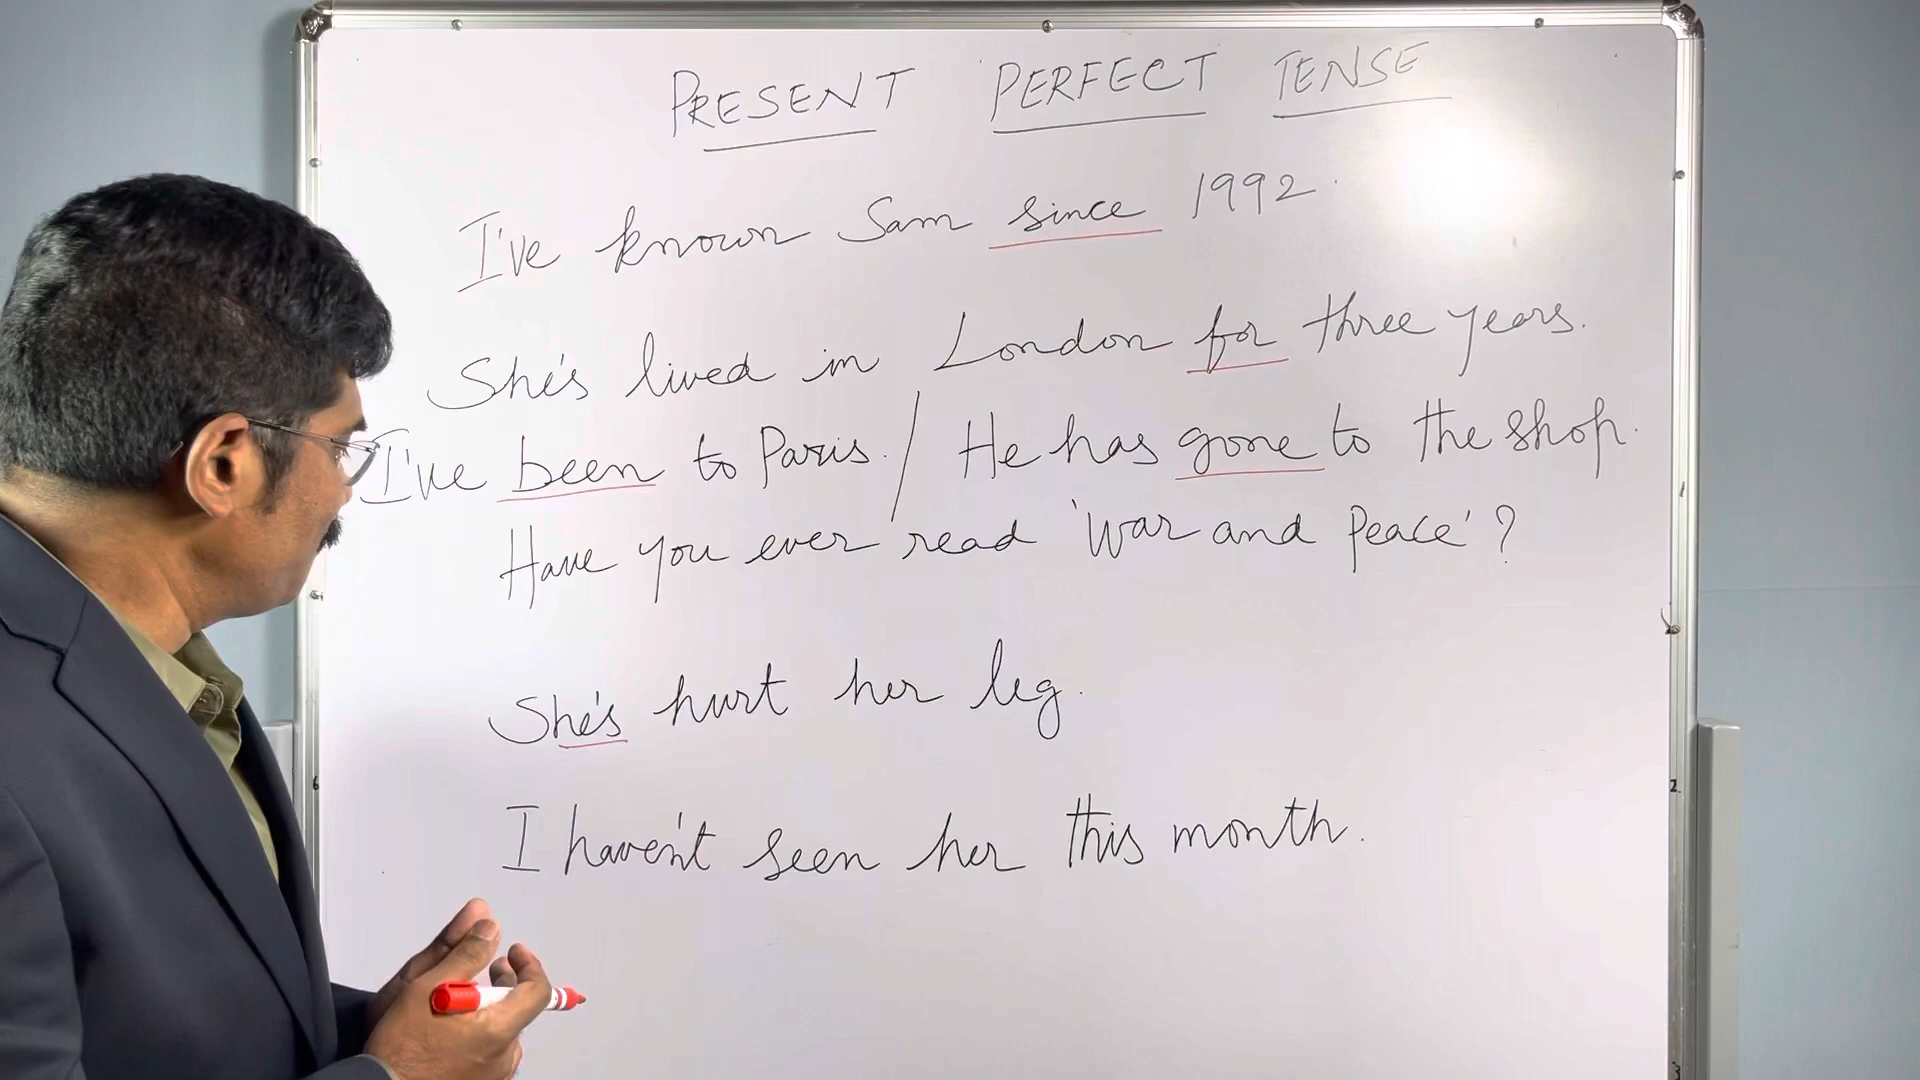 PRESENT PERFECT TENSE
I've known Sam since 1992.
She's lived in London for three years.
I've been to Paris. / He has gone to the shop.
Have you ever read 'War and Peace'?
She's hurt her leg.
I haven't seen her this month.